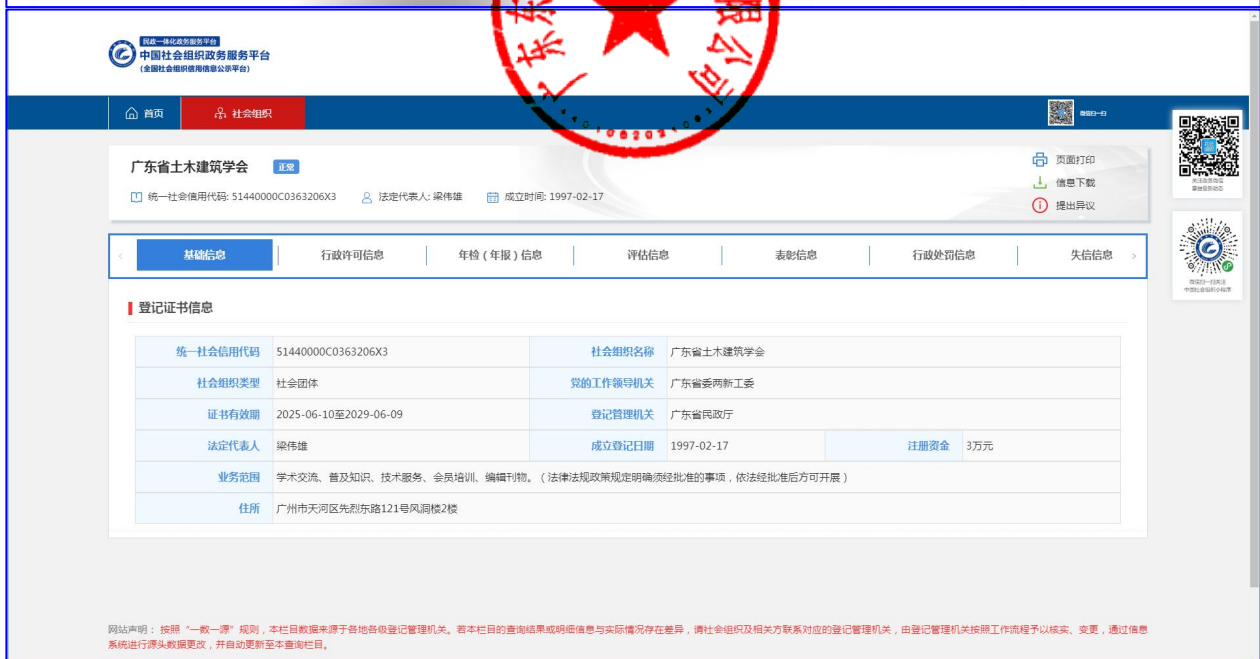 民政一体化政务服务平台
中国社会组织政务服务平台
(全国社会组织信用信息公示平台)
首页
社会组织
微信扫一扫
广东省土木建筑学会
正常
统一社会信用代码: 51440000C0363206X3
法定代表人: 梁伟雄
成立时间: 1997-02-17
页面打印
信息下载
提出异议
基础信息
行政许可信息
年检（年报）信息
评估信息
表彰信息
行政处罚信息
失信信息
登记证书信息
统一社会信用代码 51440000C0363206X3 社会组织名称 广东省土木建筑学会
社会组织类型 社会团体 党的工作领导机关 广东省委两新工委
证书有效期 2025-06-10至2029-06-09 登记管理机关 广东省民政厅
法定代表人 梁伟雄 成立登记日期 1997-02-17 注册资金 3万元
业务范围 学术交流、普及知识、技术服务、会员培训、编辑刊物。（法律法规政策规定明确须经批准的事项，依法经批准后方可开展）
住所 广州市天河区先烈东路121号风洞楼2楼
微信扫一扫关注
中国社会组织小程序
网站声明： 按照“一数一源”规则，本栏目数据来源于各地各级登记管理机关。若本栏目的查询结果或明细信息与实际情况存在差异，请社会组织及相关方联系对应的登记管理机关，由登记管理机关按照工作流程予以核实、变更，通过信息
系统进行源头数据更改，并自动更新至本查询栏目。